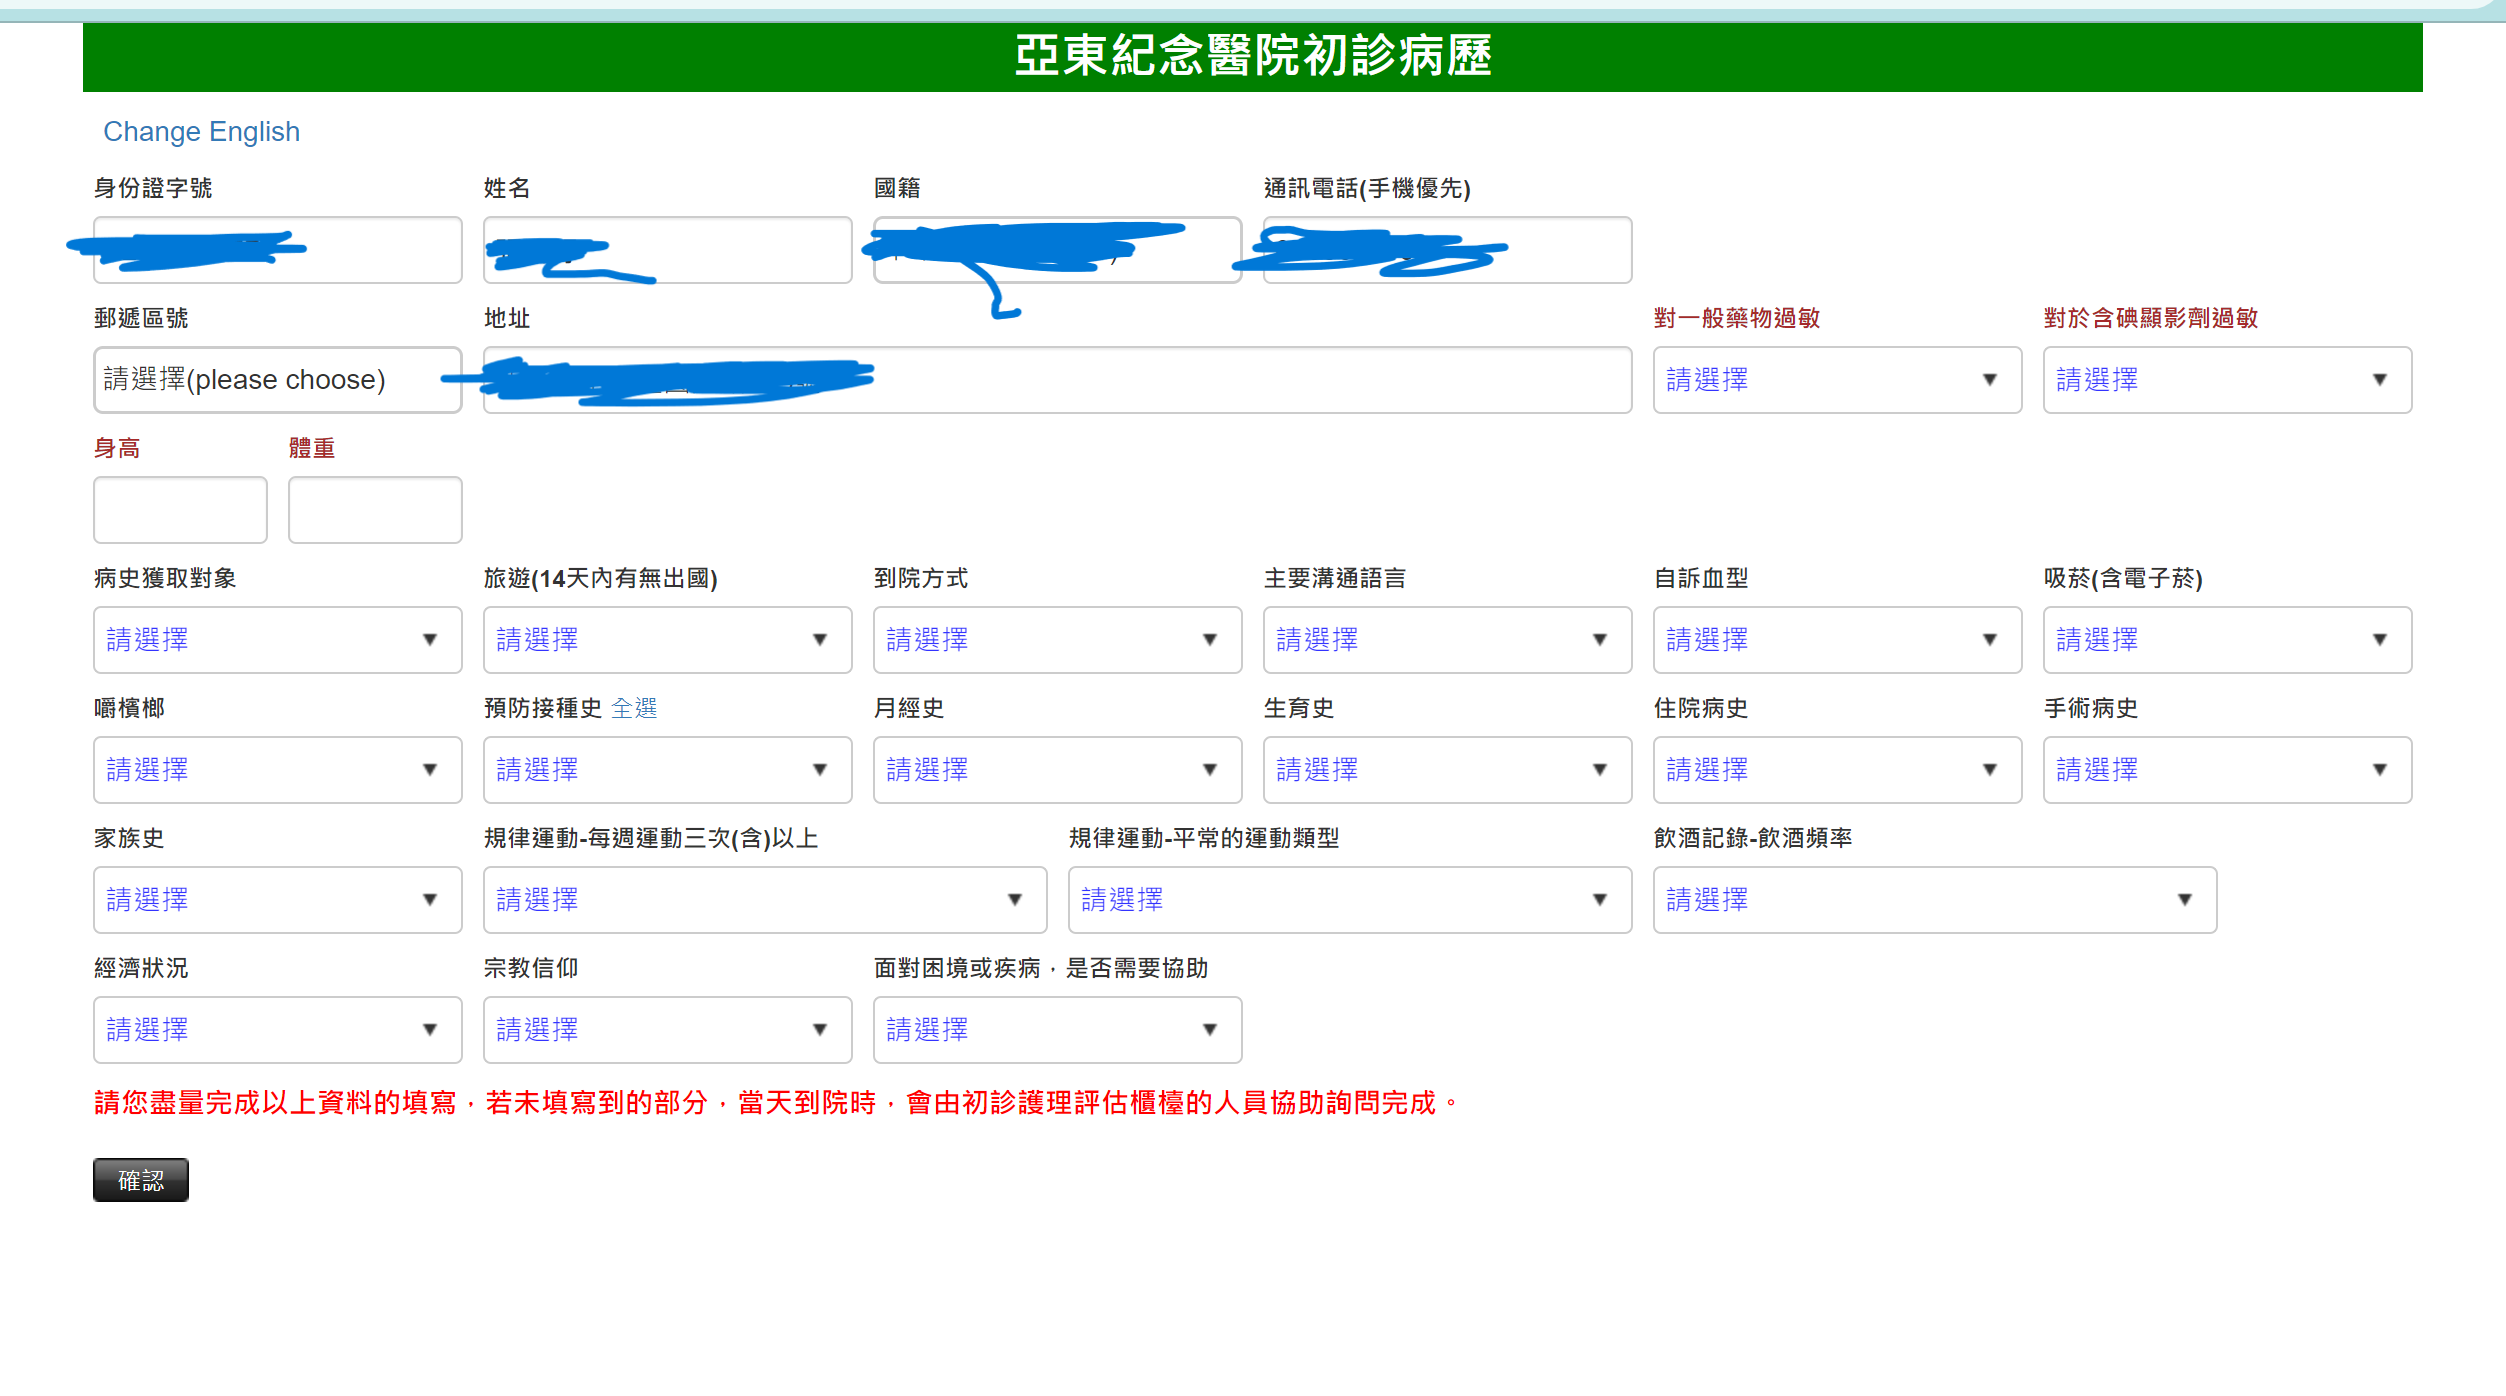 亞東紀念醫院初診病歷
Change English
身份證字號 姓名 國籍 通訊電話(手機優先)
郵遞區號 地址 對一般藥物過敏 對於含碘顯影劑過敏
請選擇(please choose) 請選擇 請選擇
身高 體重
病史獲取對象 旅遊(14天內有無出國) 到院方式 主要溝通語言 自訴血型 吸菸(含電子菸)
請選擇 請選擇 請選擇 請選擇 請選擇 請選擇
嚼檳榔 預防接種史 全選 月經史 生育史 住院病史 手術病史
請選擇 請選擇 請選擇 請選擇 請選擇 請選擇
家族史 規律運動-每週運動三次(含)以上 規律運動-平常的運動類型 飲酒記錄-飲酒頻率
請選擇 請選擇 請選擇 請選擇
經濟狀況 宗教信仰 面對困境或疾病，是否需要協助
請選擇 請選擇 請選擇
請您盡量完成以上資料的填寫，若未填寫到的部分，當天到院時，會由初診護理評估櫃檯的人員協助詢問完成。
確認